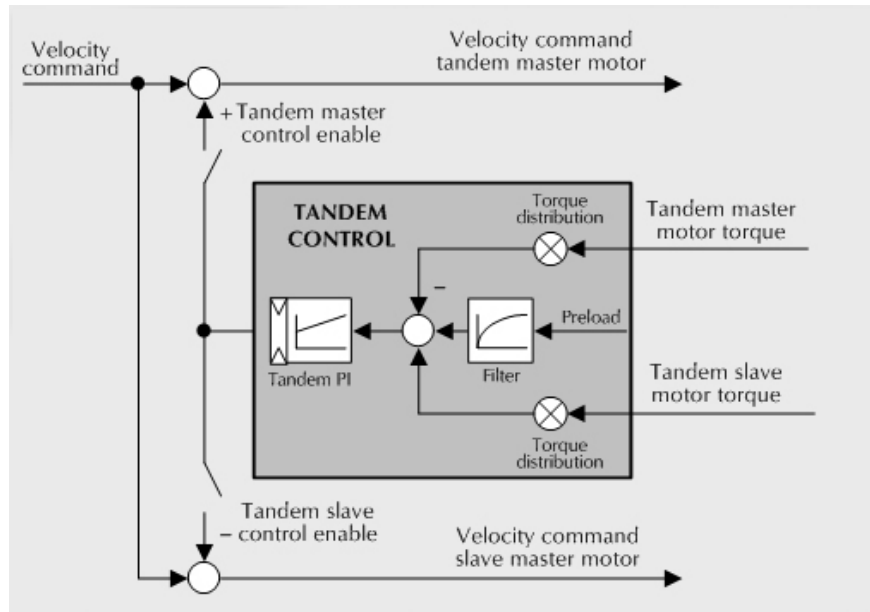 Velocity
command
Velocity command
tandem master motor
+ Tandem master
control enable
TANDEM
CONTROL
Torque
distribution
Tandem master
motor torque
−
Preload
Tandem PI
Filter
Tandem slave
motor torque
Torque
distribution
Tandem slave
− control enable
Velocity command
slave master motor